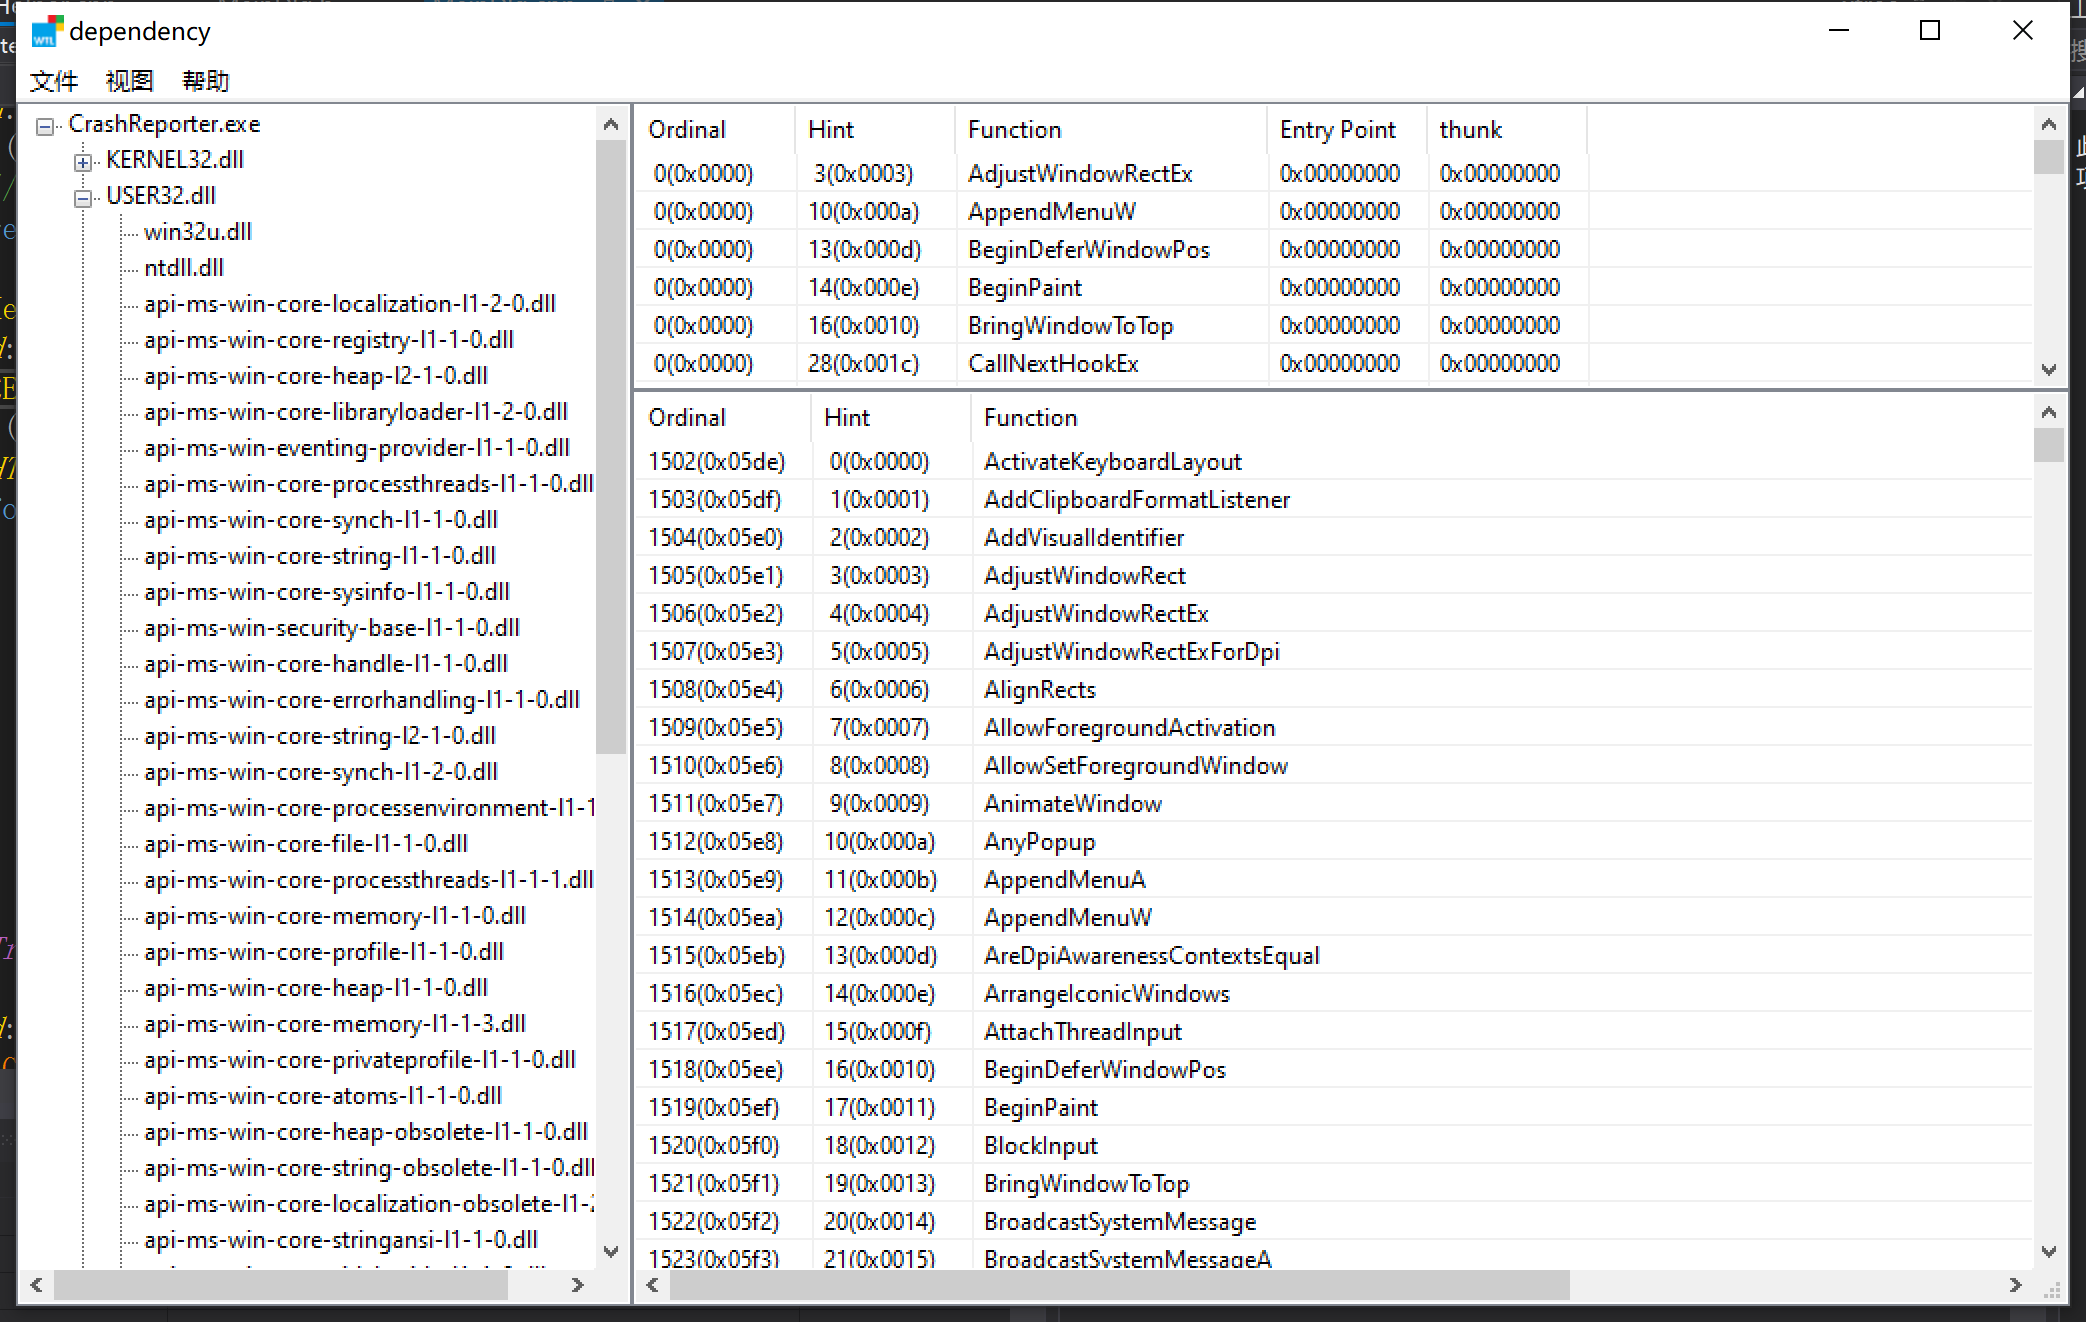 dependency
文件 视图 帮助
CrashReporter.exe
KERNEL32.dll
USER32.dll
win32u.dll
ntdll.dll
api-ms-win-core-localization-l1-2-0.dll
api-ms-win-core-registry-l1-1-0.dll
api-ms-win-core-heap-l2-1-0.dll
api-ms-win-core-libraryloader-l1-2-0.dll
api-ms-win-eventing-provider-l1-1-0.dll
api-ms-win-core-processthreads-l1-1-0.dll
api-ms-win-core-synch-l1-1-0.dll
api-ms-win-core-string-l1-1-0.dll
api-ms-win-core-sysinfo-l1-1-0.dll
api-ms-win-security-base-l1-1-0.dll
api-ms-win-core-handle-l1-1-0.dll
api-ms-win-core-errorhandling-l1-1-0.dll
api-ms-win-core-string-l2-1-0.dll
api-ms-win-core-synch-l1-2-0.dll
api-ms-win-core-processenvironment-l1-1
api-ms-win-core-file-l1-1-0.dll
api-ms-win-core-processthreads-l1-1-1.dll
api-ms-win-core-memory-l1-1-0.dll
api-ms-win-core-profile-l1-1-0.dll
api-ms-win-core-heap-l1-1-0.dll
api-ms-win-core-memory-l1-1-3.dll
api-ms-win-core-privateprofile-l1-1-0.dll
api-ms-win-core-atoms-l1-1-0.dll
api-ms-win-core-heap-obsolete-l1-1-0.dll
api-ms-win-core-string-obsolete-l1-1-0.dll
api-ms-win-core-localization-obsolete-l1-2
api-ms-win-core-stringansi-l1-1-0.dll
Ordinal Hint Function Entry Point thunk
0(0x0000) 3(0x0003) AdjustWindowRectEx 0x00000000 0x00000000
0(0x0000) 10(0x000a) AppendMenuW 0x00000000 0x00000000
0(0x0000) 13(0x000d) BeginDeferWindowPos 0x00000000 0x00000000
0(0x0000) 14(0x000e) BeginPaint 0x00000000 0x00000000
0(0x0000) 16(0x0010) BringWindowToTop 0x00000000 0x00000000
0(0x0000) 28(0x001c) CallNextHookEx 0x00000000 0x00000000
Ordinal Hint Function
1502(0x05de) 0(0x0000) ActivateKeyboardLayout
1503(0x05df) 1(0x0001) AddClipboardFormatListener
1504(0x05e0) 2(0x0002) AddVisualIdentifier
1505(0x05e1) 3(0x0003) AdjustWindowRect
1506(0x05e2) 4(0x0004) AdjustWindowRectEx
1507(0x05e3) 5(0x0005) AdjustWindowRectExForDpi
1508(0x05e4) 6(0x0006) AlignRects
1509(0x05e5) 7(0x0007) AllowForegroundActivation
1510(0x05e6) 8(0x0008) AllowSetForegroundWindow
1511(0x05e7) 9(0x0009) AnimateWindow
1512(0x05e8) 10(0x000a) AnyPopup
1513(0x05e9) 11(0x000b) AppendMenuA
1514(0x05ea) 12(0x000c) AppendMenuW
1515(0x05eb) 13(0x000d) AreDpiAwarenessContextsEqual
1516(0x05ec) 14(0x000e) ArrangeIconicWindows
1517(0x05ed) 15(0x000f) AttachThreadInput
1518(0x05ee) 16(0x0010) BeginDeferWindowPos
1519(0x05ef) 17(0x0011) BeginPaint
1520(0x05f0) 18(0x0012) BlockInput
1521(0x05f1) 19(0x0013) BringWindowToTop
1522(0x05f2) 20(0x0014) BroadcastSystemMessage
1523(0x05f3) 21(0x0015) BroadcastSystemMessageA